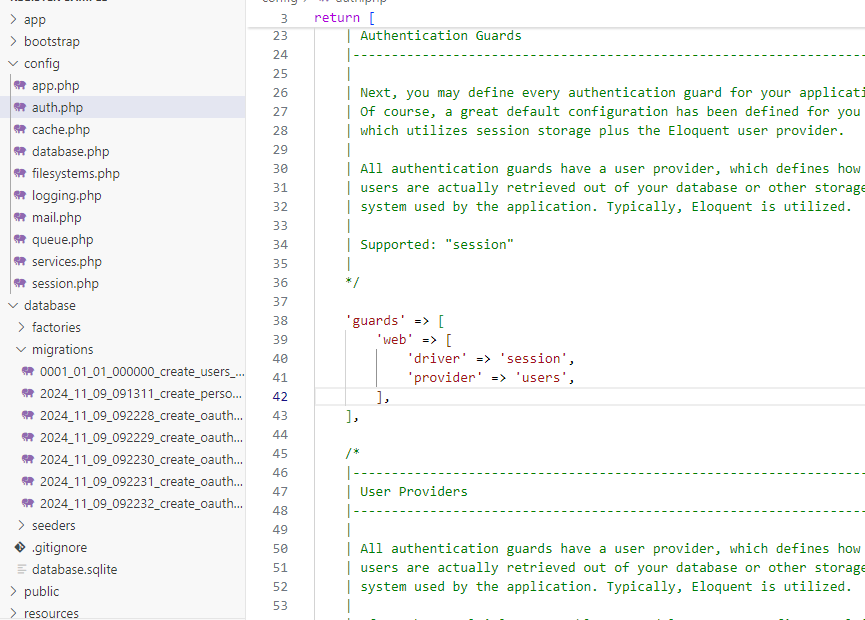 app
bootstrap
config
app.php
auth.php
cache.php
database.php
filesystems.php
logging.php
mail.php
queue.php
services.php
session.php
database
factories
migrations
0001_01_01_000000_create_users_...
2024_11_09_091311_create_perso...
2024_11_09_092228_create_oauth...
2024_11_09_092229_create_oauth...
2024_11_09_092230_create_oauth...
2024_11_09_092231_create_oauth...
2024_11_09_092232_create_oauth...
seeders
.gitignore
database.sqlite
public
resources
3 return [
23 | Authentication Guards
24 |--------------------------------------------------------------------
25 |
26 | Next, you may define every authentication guard for your applicati
27 | Of course, a great default configuration has been defined for you
28 | which utilizes session storage plus the Eloquent user provider.
29 |
30 | All authentication guards have a user provider, which defines how
31 | users are actually retrieved out of your database or other storage
32 | system used by the application. Typically, Eloquent is utilized.
33 |
34 | Supported: "session"
35 |
36 */
37
38 'guards' => [
39 'web' => [
40 'driver' => 'session',
41 'provider' => 'users',
42 ],
43 ],
44
45 /*
46 |--------------------------------------------------------------------
47 | User Providers
48 |--------------------------------------------------------------------
49 |
50 | All authentication guards have a user provider, which defines how
51 | users are actually retrieved out of your database or other storage
52 | system used by the application. Typically, Eloquent is utilized.
53 |